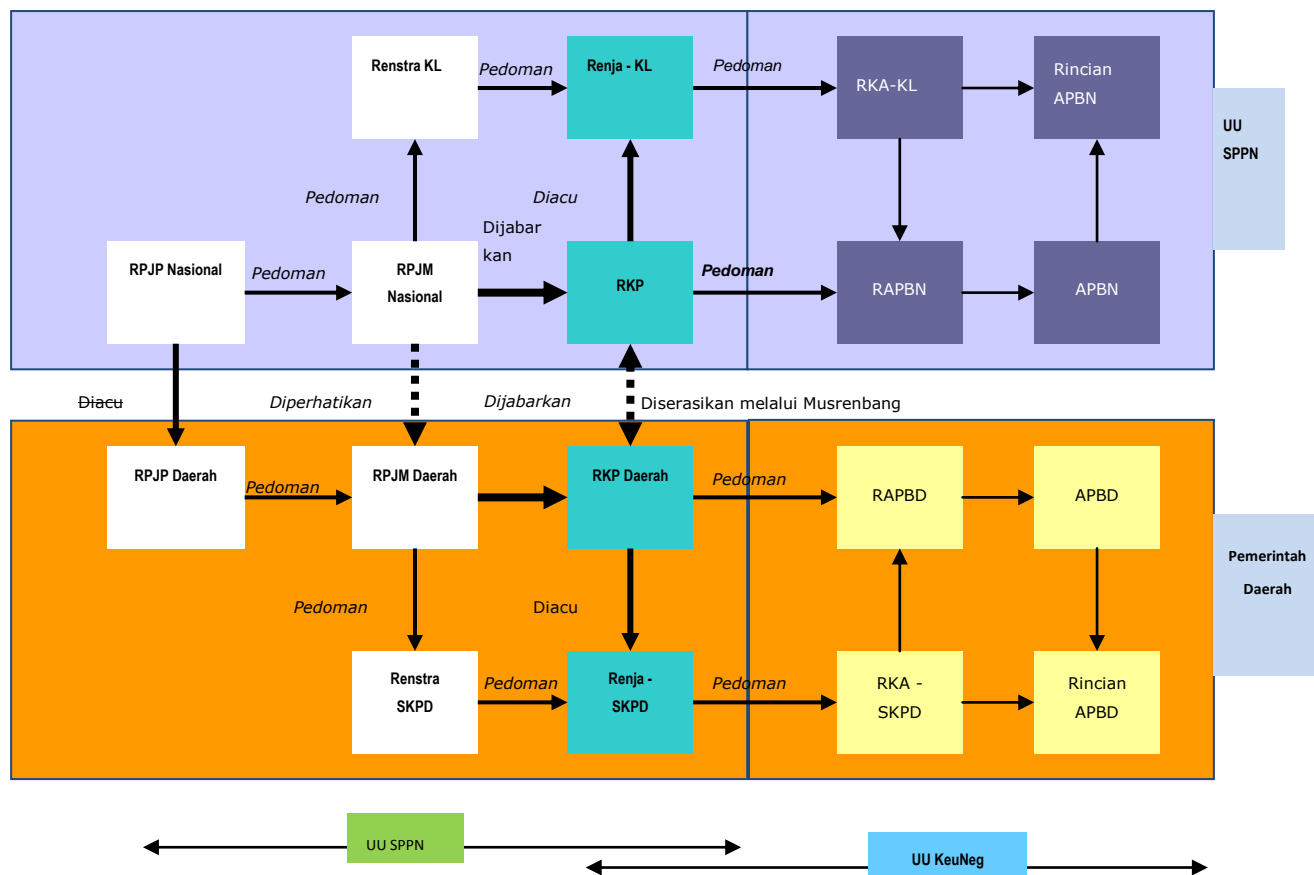 Renstra KL
Pedoman
Renja - KL
Pedoman
RKA-KL
Rincian
APBN
UU
SPPN
Pedoman
Diacu
Dijabar
kan
RPJP Nasional
Pedoman
RPJM
Nasional
RKP
Pedoman
RAPBN
APBN
Diacu
Diperhatikan
Dijabarkan
Diserasikan melalui Musrenbang
RPJP Daerah
Pedoman
RPJM Daerah
RKP Daerah
Pedoman
RAPBD
APBD
Pemerintah
Daerah
Pedoman
Diacu
Renstra
SKPD
Pedoman
Renja -
SKPD
Pedoman
RKA -
SKPD
Rincian
APBD
UU SPPN
UU KeuNeg